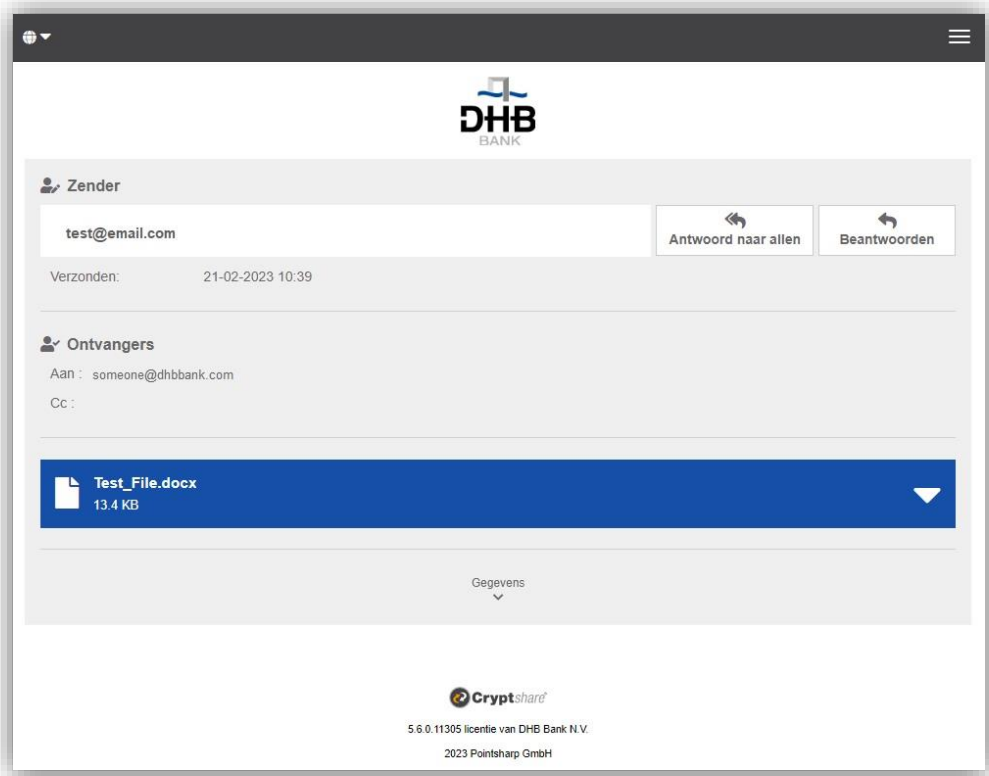 DHB
BANK
Zender
test@email.com
Antwoord naar allen
Beantwoorden
Verzonden: 21-02-2023 10:39
Ontvangers
Aan : someone@dhbbank.com
Cc :
Test_File.docx
13.4 KB
Gegevens
Cryptshare
5.6.0.11305 licentie van DHB Bank N.V.
2023 Pointsharp GmbH